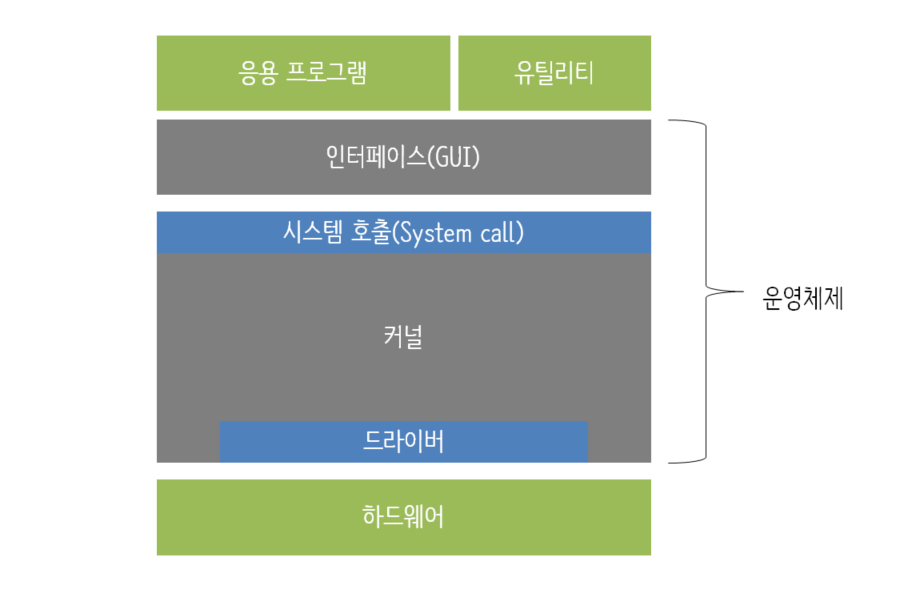 응용 프로그램
유틸리티
인터페이스(GUI)
시스템 호출(System call)
커널
운영체제
드라이버
하드웨어